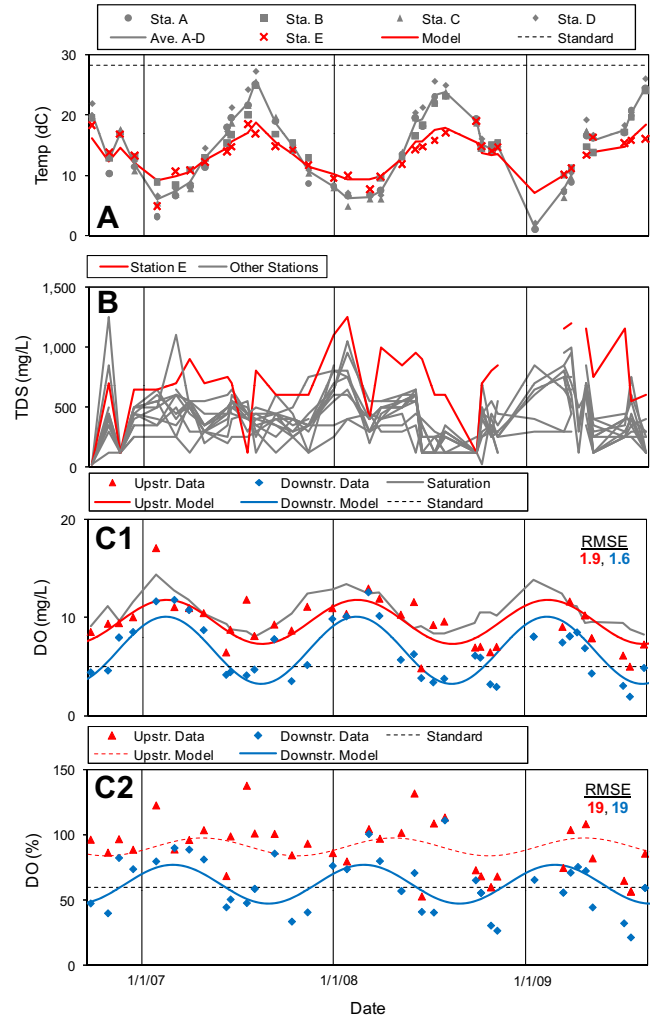 Sta. A Sta. B Sta. C Sta. D
Ave. A-D Sta. E Model Standard
30
20
10
0
Temp (dC)
A
Station E Other Stations
1,500
1,000
500
0
TDS (mg/L)
B
Upstr. Data Downstr. Data Saturation
Upstr. Model Downstr. Model Standard
20
10
0
DO (mg/L)
C1
RMSE
1.9, 1.6
Upstr. Data Downstr. Data Standard
Upstr. Model Downstr. Model
150
100
50
0
DO (%)
C2
RMSE
19, 19
1/1/07 1/1/08 1/1/09
Date